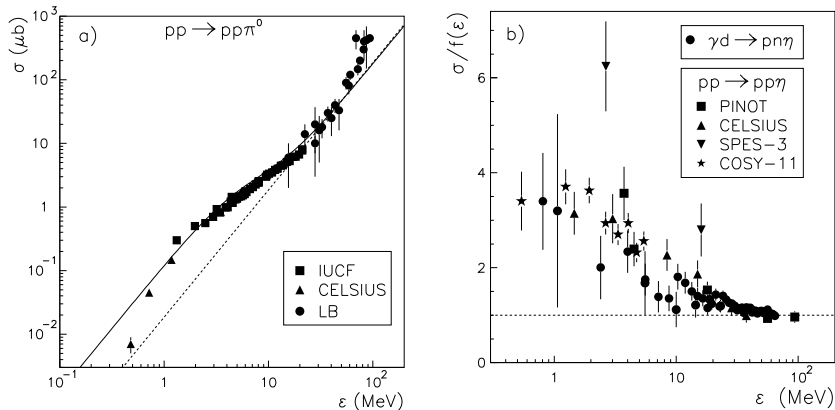 σ (μb)
a)
pp → ppπ⁰
10³
10²
10
1
10⁻¹
10⁻²
IUCF
CELSIUS
LB
10⁻¹ 1 10 10²
ε (MeV)
σ/f(ε)
b)
γd → pnη
pp → ppη
PINOT
CELSIUS
SPES-3
COSY-11
6
4
2
0
1 10 10²
ε (MeV)